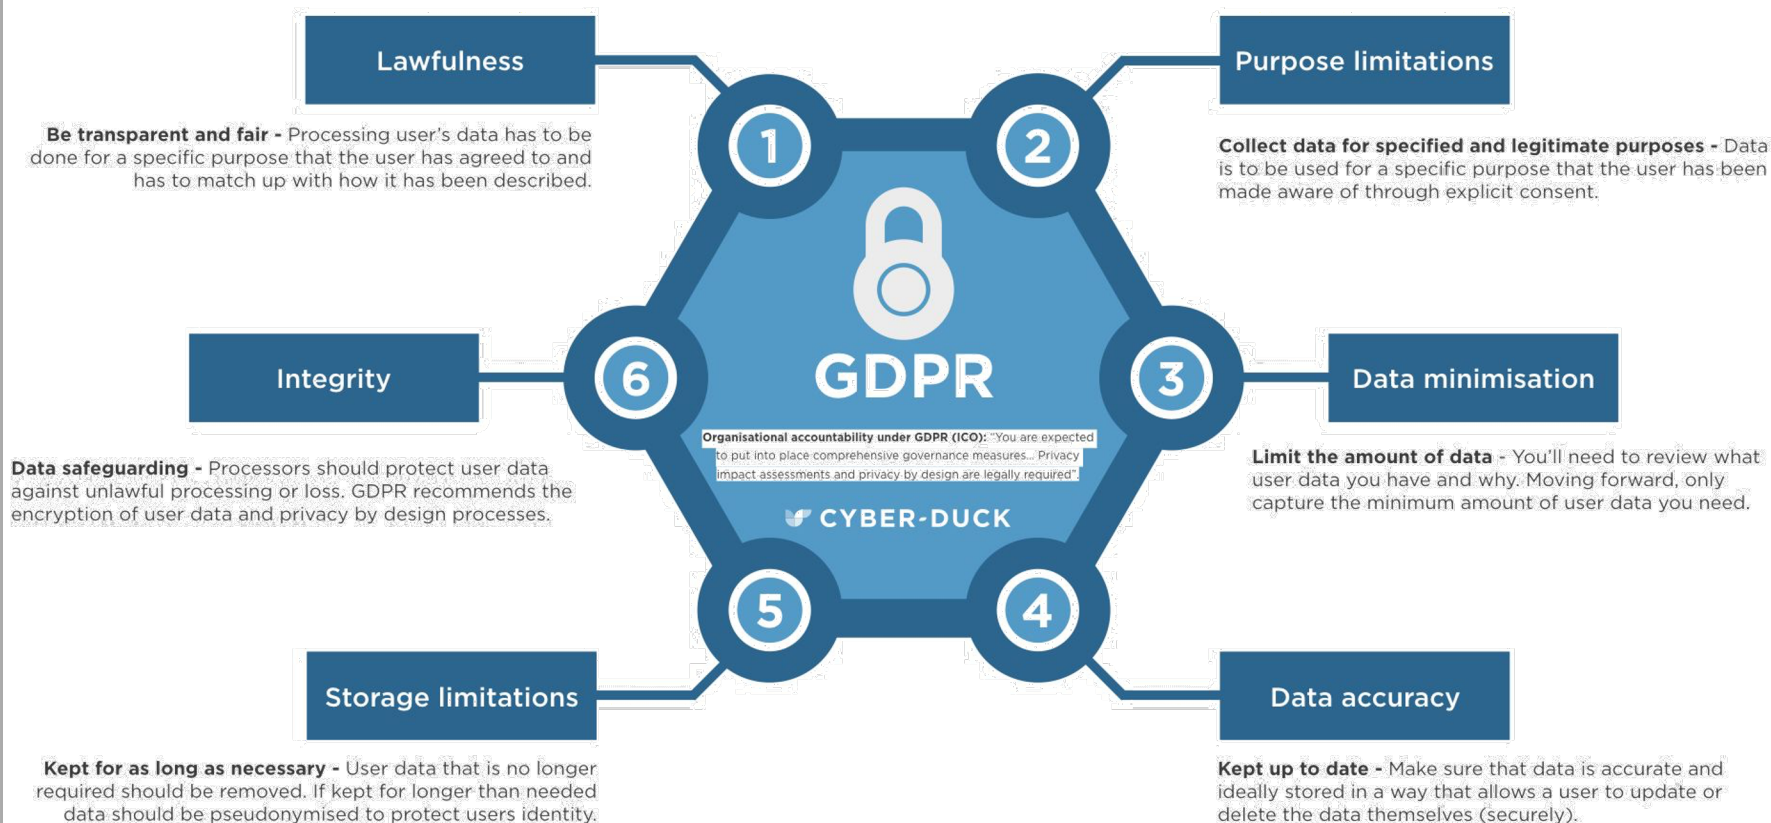 Lawfulness
Be transparent and fair - Processing user's data has to be
done for a specific purpose that the user has agreed to and
has to match up with how it has been described.
1
2
Purpose limitations
Collect data for specified and legitimate purposes - Data
is to be used for a specific purpose that the user has been
made aware of through explicit consent.
3
Data minimisation
Limit the amount of data - You'll need to review what
user data you have and why. Moving forward, only
capture the minimum amount of user data you need.
4
Data accuracy
Kept up to date - Make sure that data is accurate and
ideally stored in a way that allows a user to update or
delete the data themselves (securely).
5
Storage limitations
Kept for as long as necessary - User data that is no longer
required should be removed. If kept for longer than needed
data should be pseudonymised to protect users identity.
6
Integrity
Data safeguarding - Processors should protect user data
against unlawful processing or loss. GDPR recommends the
encryption of user data and privacy by design processes.
GDPR
Organisational accountability under GDPR (ICO): "You are expected
to put into place comprehensive governance measures... Privacy
impact assessments and privacy by design are legally required".
CYBER-DUCK